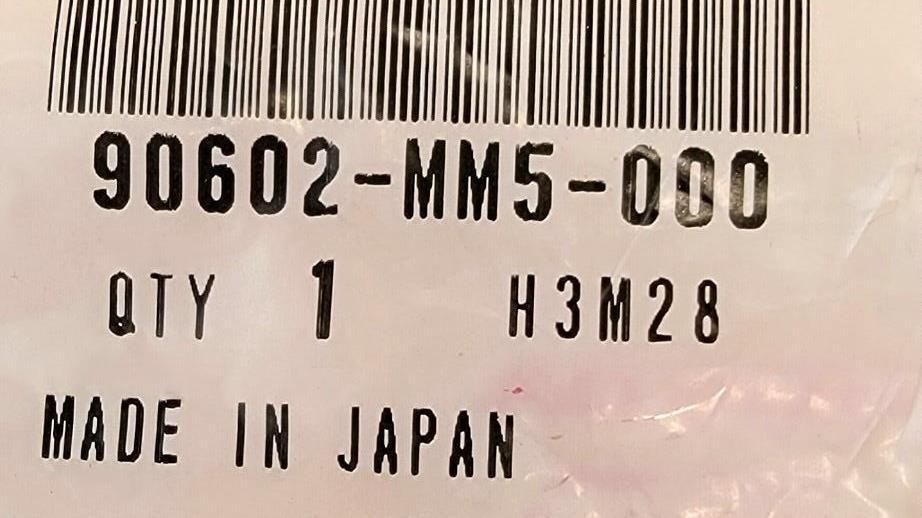 90602-MM5-000
QTY 1 H3M28
MADE IN JAPAN